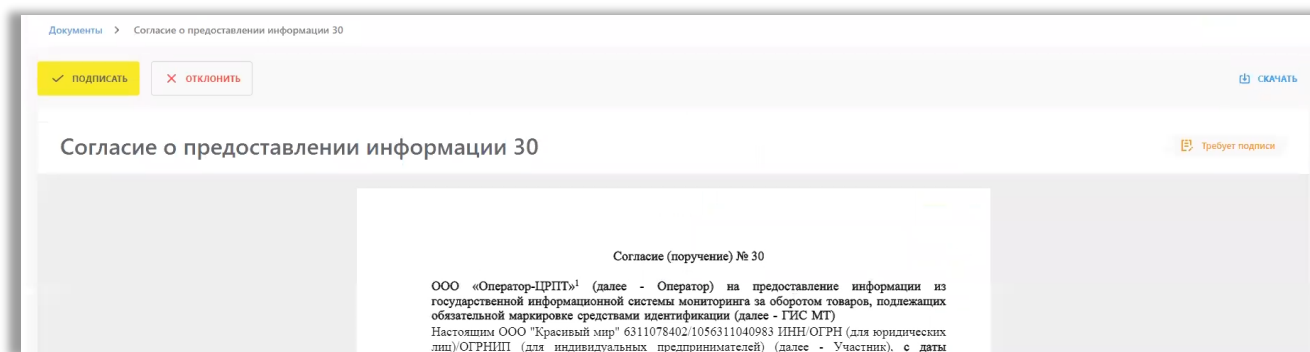 Документы > Согласие о предоставлении информации 30
ПОДПИСАТЬ ОТКЛОНИТЬ СКАЧАТЬ
Согласие о предоставлении информации 30 Требует подписи
Согласие (поручение) № 30
ООО «Оператор-ЦРПТ»¹ (далее - Оператор) на предоставление информации из
государственной информационной системы мониторинга за оборотом товаров, подлежащих
обязательной маркировке средствами идентификации (далее - ГИС МТ)
Настоящим ООО "Красивый мир" 6311078402/1056311040983 ИНН/ОГРН (для юридических
лиц)/ОГРНИП (для индивидуальных предпринимателей) (далее - Участник), с даты